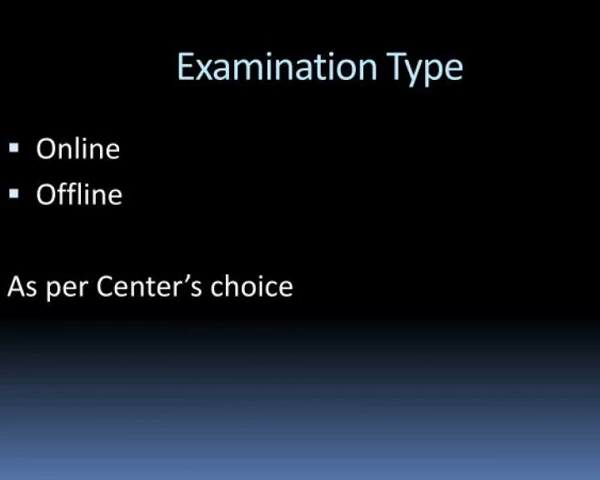 Examination Type
▪ Online
▪ Offline
As per Center’s choice